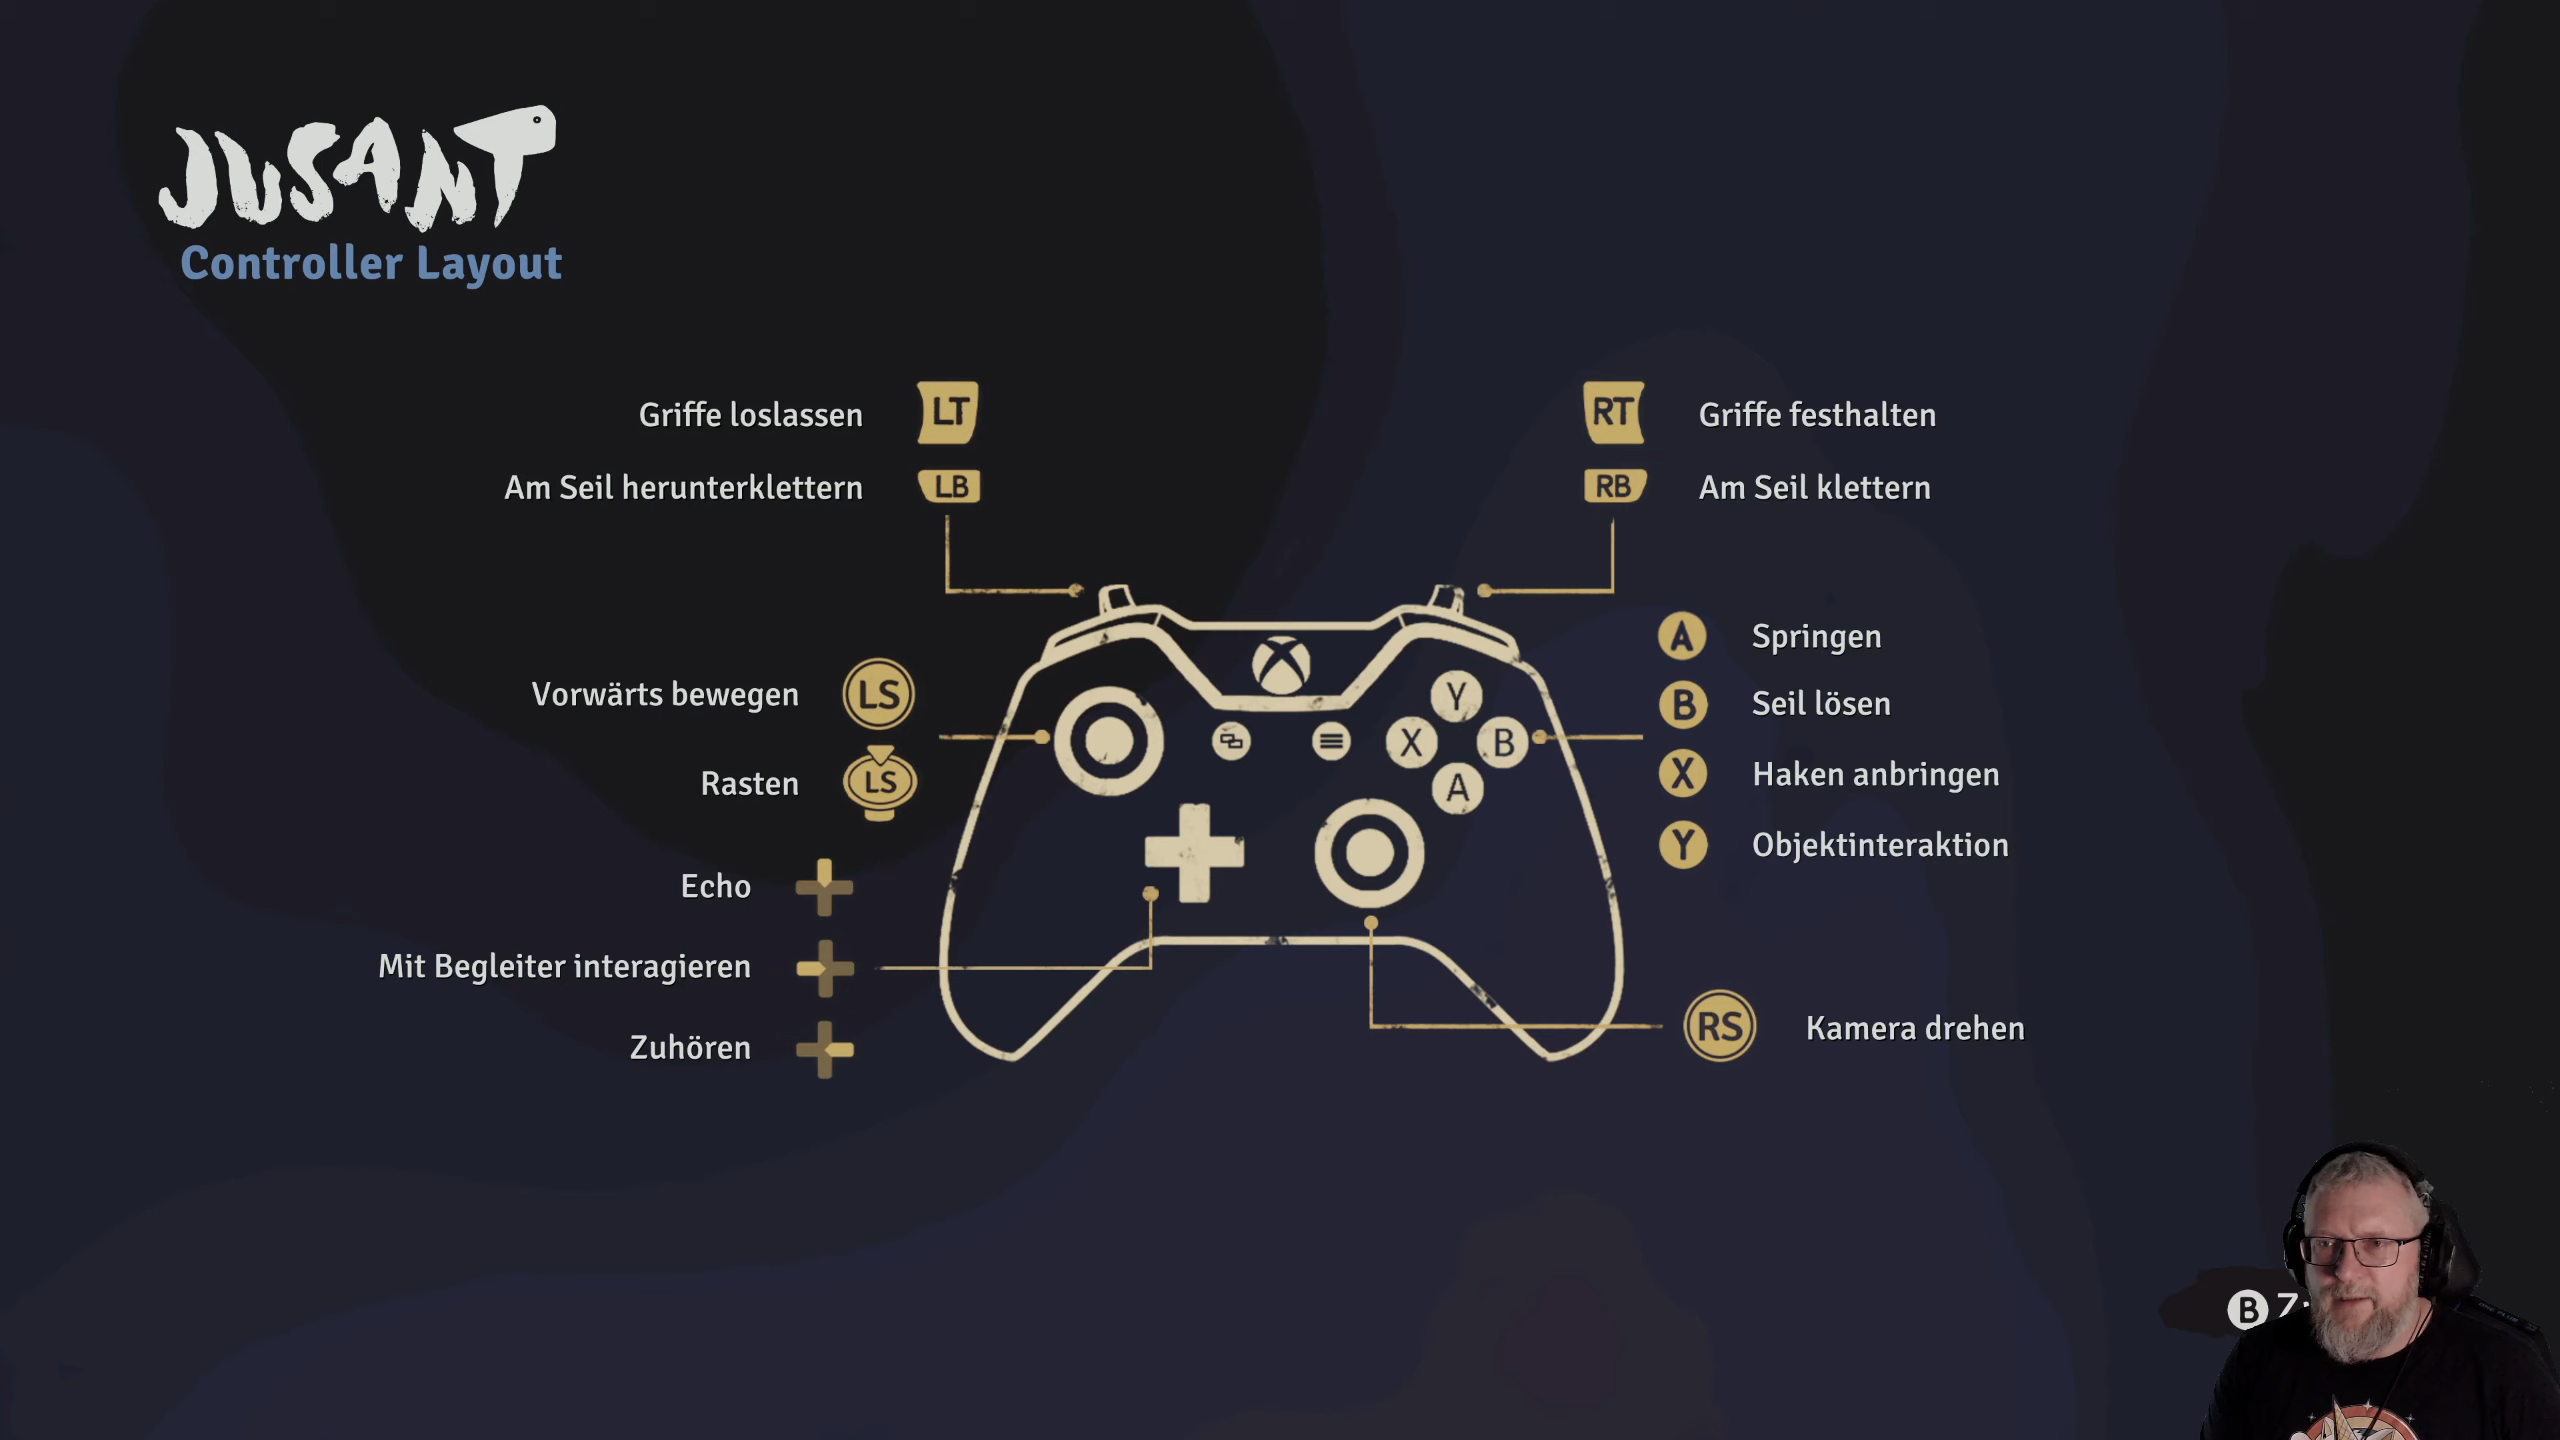 JUSANT
Controller Layout
Griffe loslassen LT
Am Seil herunterklettern LB
RT Griffe festhalten
RB Am Seil klettern
Vorwärts bewegen LS
Rasten LS
Echo
Mit Begleiter interagieren
Zuhören
Y
X B
A
A Springen
B Seil lösen
X Haken anbringen
Y Objektinteraktion
RS Kamera drehen
B